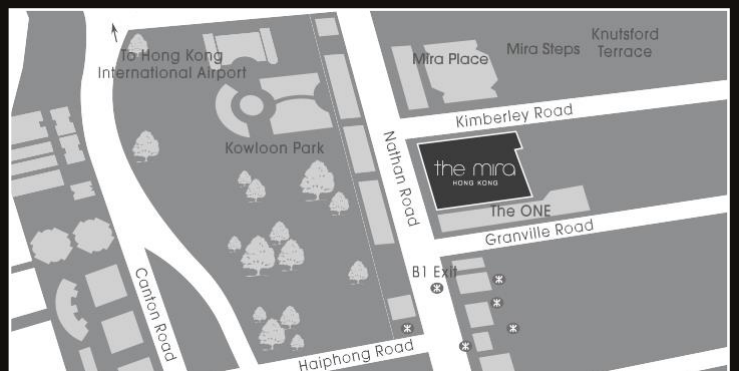 To Hong Kong
International Airport
Mira Place
Mira Steps
Knutsford
Terrace
Kimberley Road
Kowloon Park
Nathan Road
the mira
HONG KONG
The ONE
Granville Road
B1 Exit
Canton Road
Haiphong Road